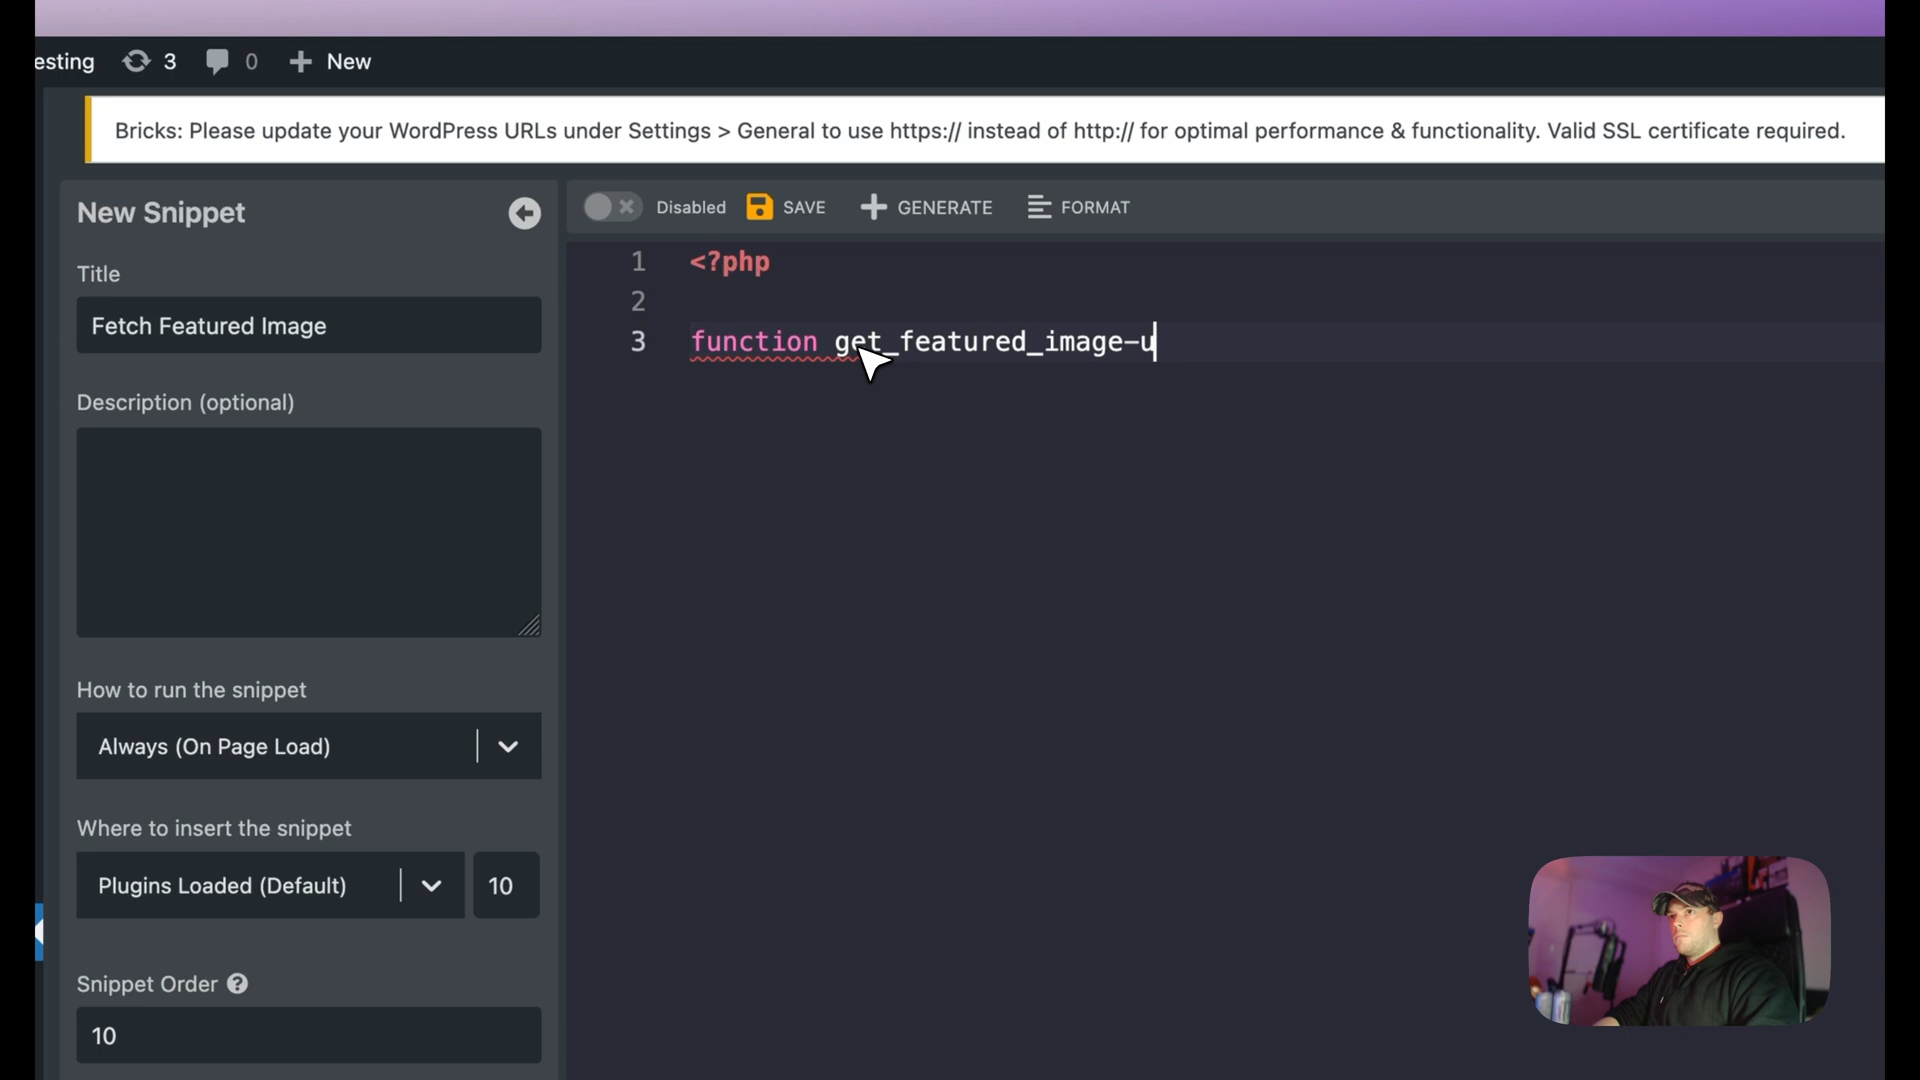 esting 3 0 New
Bricks: Please update your WordPress URLs under Settings > General to use https:// instead of http:// for optimal performance & functionality. Valid SSL certificate required.
New Snippet
Disabled SAVE GENERATE FORMAT
Title
Fetch Featured Image
Description (optional)
How to run the snippet
Always (On Page Load)
Where to insert the snippet
Plugins Loaded (Default) 10
Snippet Order ?
10
1 <?php
2
3 function get_featured_image-u